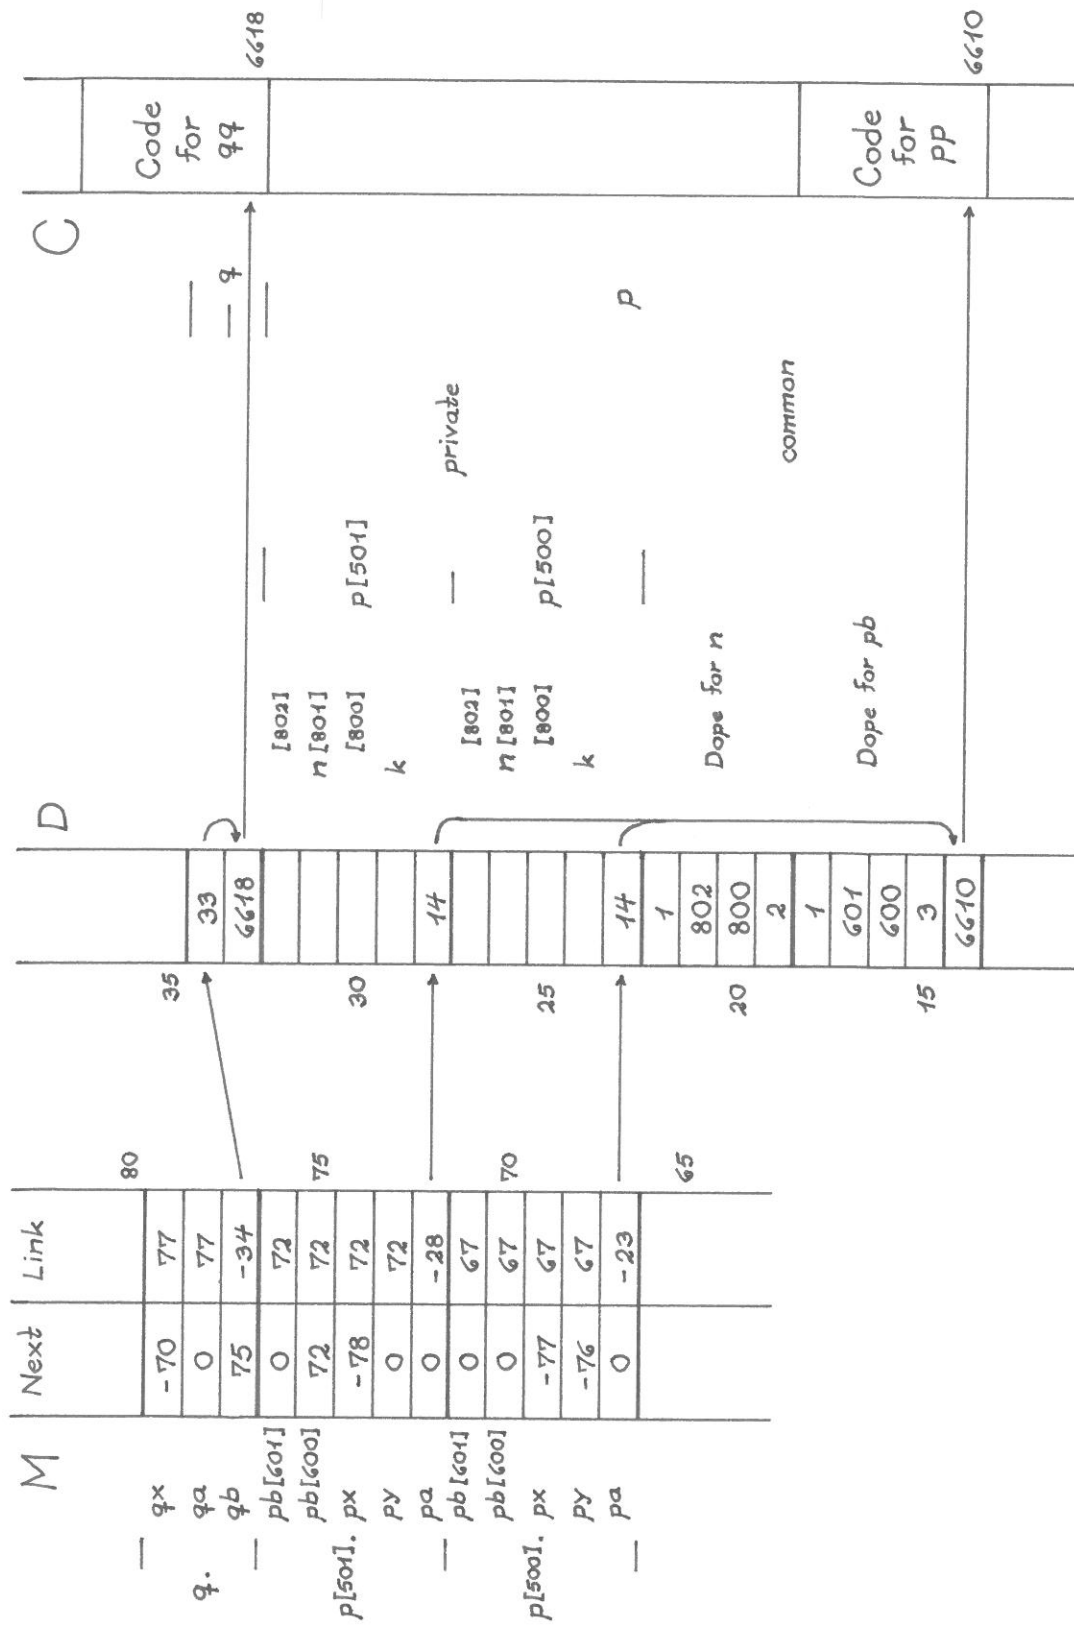 M Next Link D C
80
qx -70 77 35 Code
q. qa 0 77 33 for
qb 75 -34 6618 q qq 6618
pb[601] 0 72 [802]
pb[600] 72 72 75 n[801]
p[501]. px -78 72 30 [800] p[501]
py 0 72 k
pa 0 -28 14 private
pb[601] 0 67 [802]
pb[600] 0 67 70 n[801]
p[500]. px -77 67 25 [800] p[500]
py -76 67 k
pa 0 -23 14 p
1
65 802 Dope for n
20 800
2 common
1
601 Dope for pb Code
600 for
15 3 pp
6610 6610